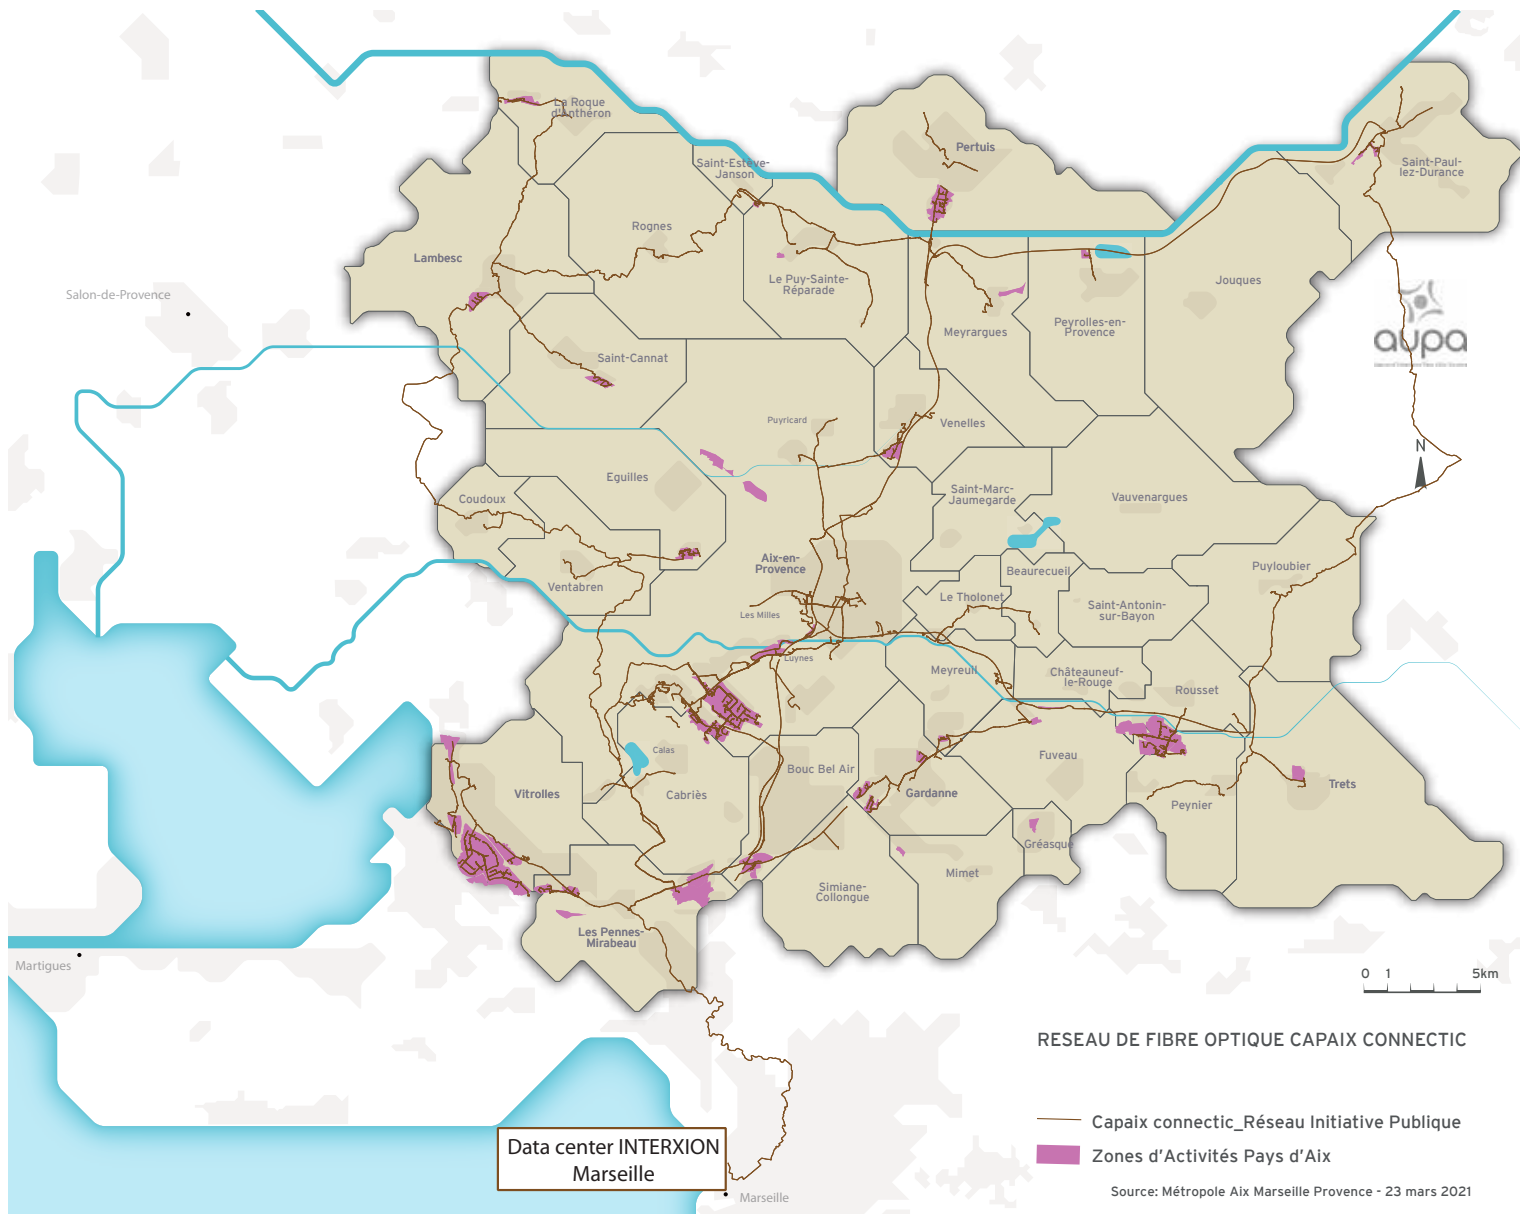 La Roque
d'Anthéron
Saint-Estève-
Janson
Pertuis
Saint-Paul-
lez-Durance
Rognes
Lambesc
Le Puy-Sainte-
Réparade
Jouques
Salon-de-Provence
Meyrargues
Peyrolles-en-
Provence
aupa
Saint-Cannat
Puyricard
Venelles
N
Eguilles
Coudoux
Saint-Marc-
Jaumegarde
Vauvenargues
Aix-en-
Provence
Beaurecueil
Puyloubier
Ventabren
Le Tholonet
Saint-Antonin-
sur-Bayon
Les Milles
Luynes
Meyreuil
Châteauneuf-
le-Rouge
Rousset
Calas
Bouc Bel Air
Fuveau
Vitrolles
Cabriès
Gardanne
Trets
Peynier
Gréasque
Mimet
Simiane-
Collongue
Les Pennes-
Mirabeau
Martigues
0 1 5km
RESEAU DE FIBRE OPTIQUE CAPAIX CONNECTIC
Capaix connectic_Réseau Initiative Publique
Zones d'Activités Pays d'Aix
Data center INTERXION
Marseille
Marseille
Source: Métropole Aix Marseille Provence - 23 mars 2021